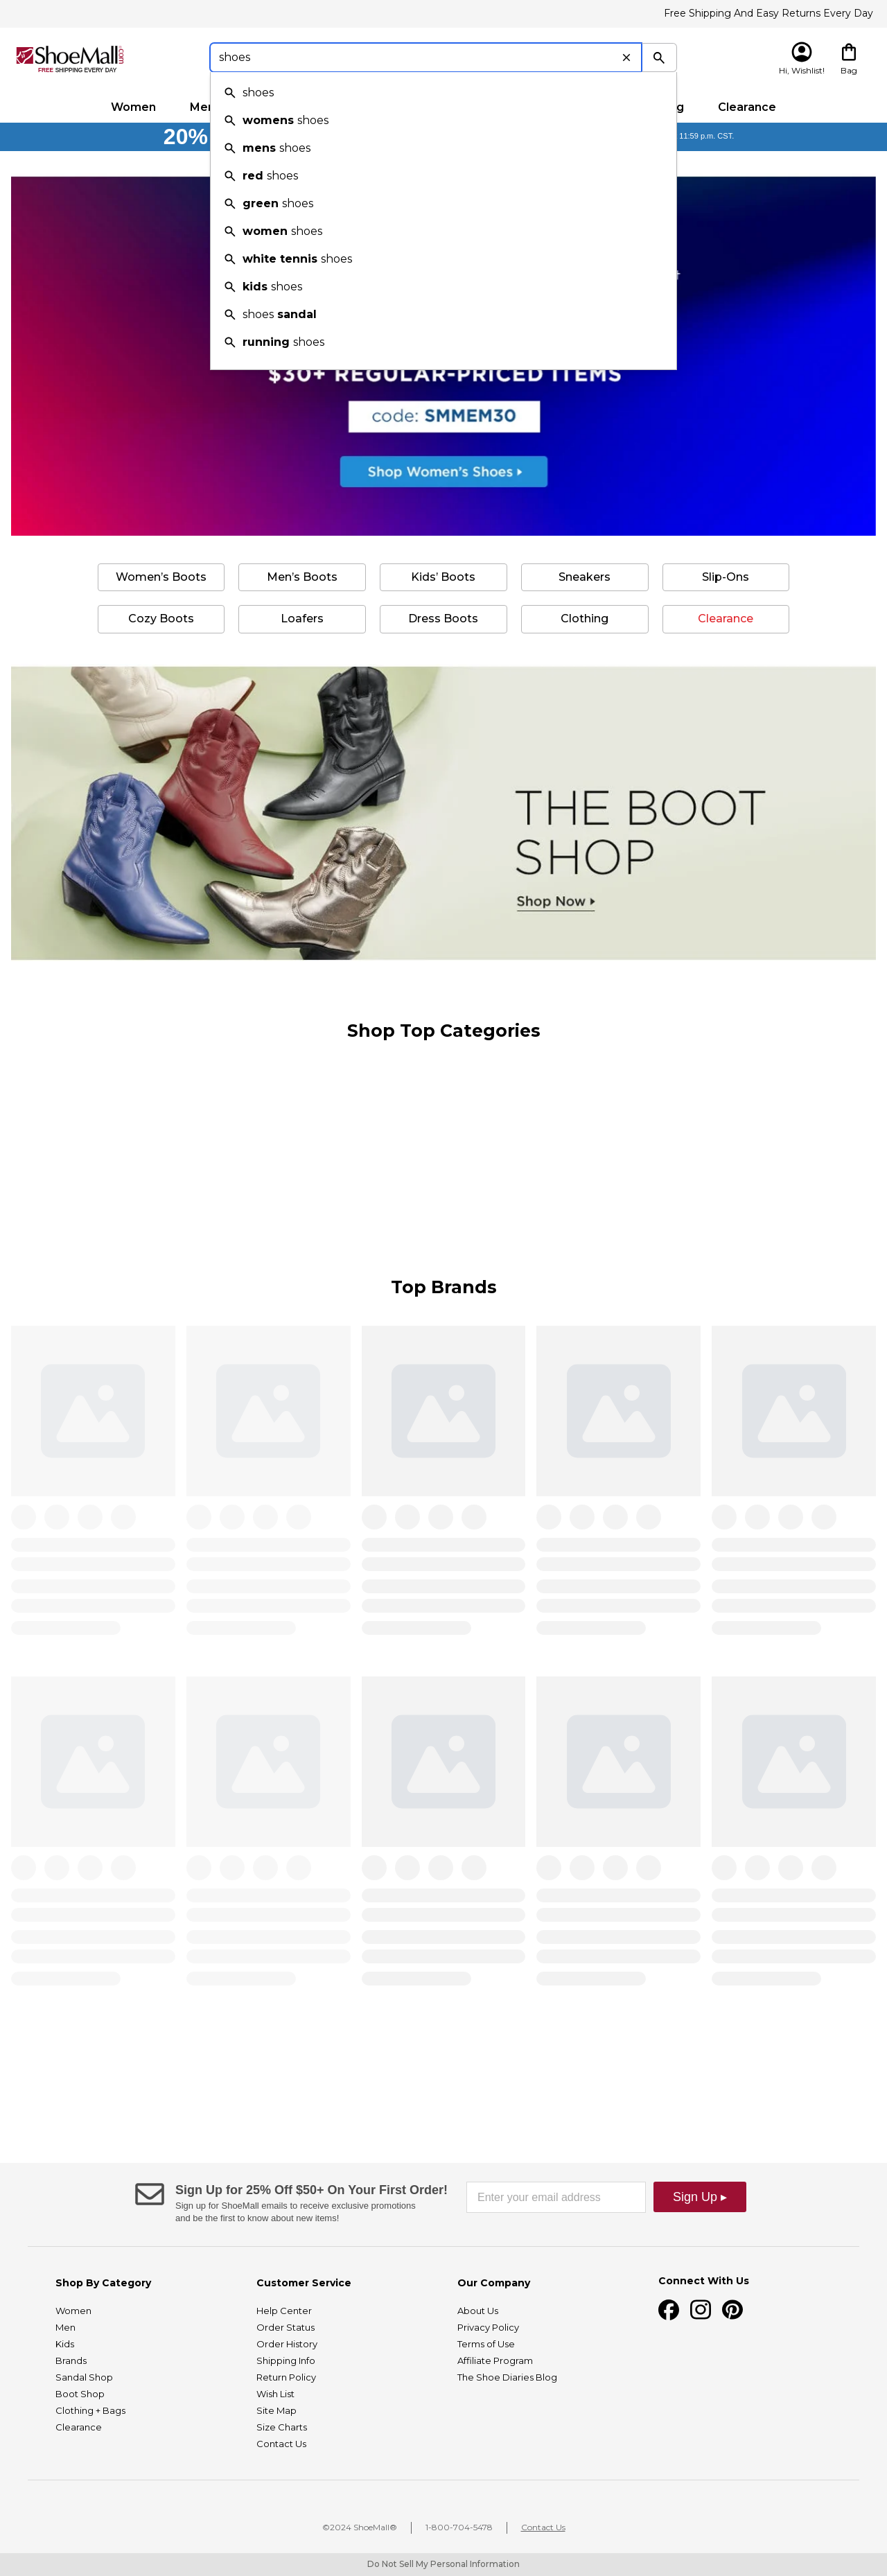 Free Shipping And Easy Returns Every Day
ShoeMall.COM
FREE SHIPPING EVERY DAY
shoes
Hi, Wishlist!
Bag
Women
Clearance
20%
11:59 p.m. CST.
shoes
womens shoes
mens shoes
red shoes
green shoes
women shoes
white tennis shoes
kids shoes
shoes sandal
running shoes
$30+ REGULAR-PRICED ITEMS
code: SMMEM30
Shop Women's Shoes
Women's Boots
Men's Boots
Kids' Boots
Sneakers
Slip-Ons
Cozy Boots
Loafers
Dress Boots
Clothing
Clearance
THE BOOT
SHOP
Shop Now
Shop Top Categories
Top Brands
Sign Up for 25% Off $50+ On Your First Order!
Sign up for ShoeMall emails to receive exclusive promotions
and be the first to know about new items!
Enter your email address
Sign Up ▸
Shop By Category
Women
Men
Kids
Brands
Sandal Shop
Boot Shop
Clothing + Bags
Clearance
Customer Service
Help Center
Order Status
Order History
Shipping Info
Return Policy
Wish List
Site Map
Size Charts
Contact Us
Our Company
About Us
Privacy Policy
Terms of Use
Affiliate Program
The Shoe Diaries Blog
Connect With Us
©2024 ShoeMall®
1-800-704-5478
Contact Us
Do Not Sell My Personal Information